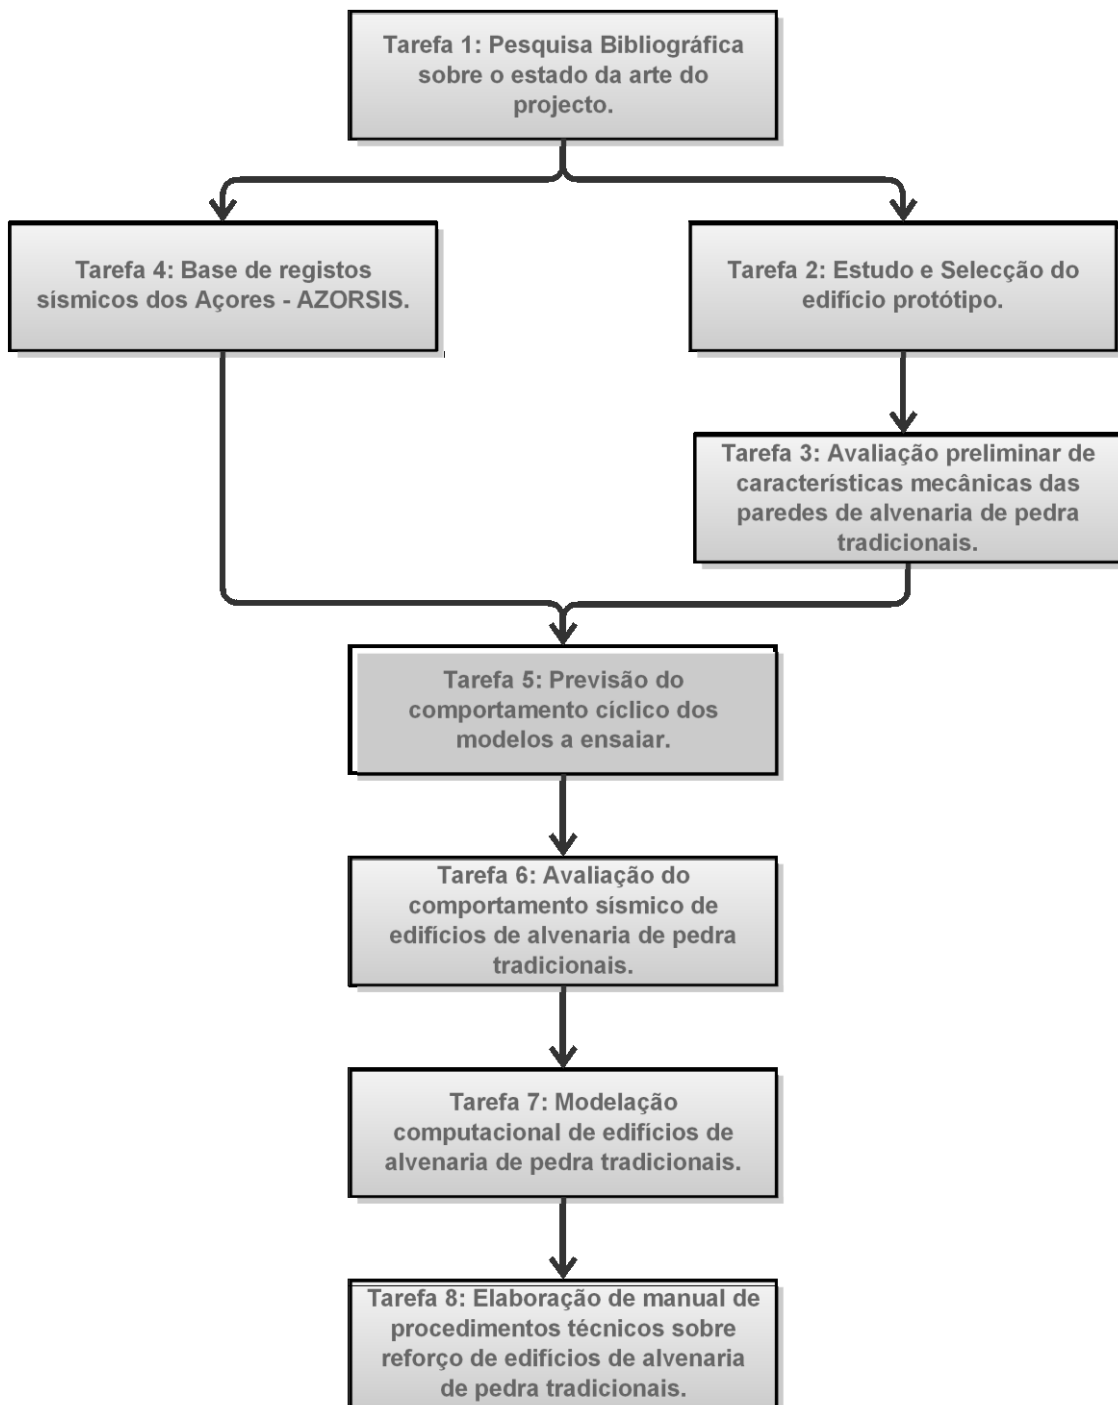 Tarefa 1: Pesquisa Bibliográfica
sobre o estado da arte do
projecto.
Tarefa 4: Base de registos
sísmicos dos Açores - AZORSIS.
Tarefa 2: Estudo e Selecção do
edifício protótipo.
Tarefa 3: Avaliação preliminar de
características mecânicas das
paredes de alvenaria de pedra
tradicionais.
Tarefa 5: Previsão do
comportamento cíclico dos
modelos a ensaiar.
Tarefa 6: Avaliação do
comportamento sísmico de
edifícios de alvenaria de pedra
tradicionais.
Tarefa 7: Modelação
computacional de edifícios de
alvenaria de pedra tradicionais.
Tarefa 8: Elaboração de manual de
procedimentos técnicos sobre
reforço de edifícios de alvenaria
de pedra tradicionais.